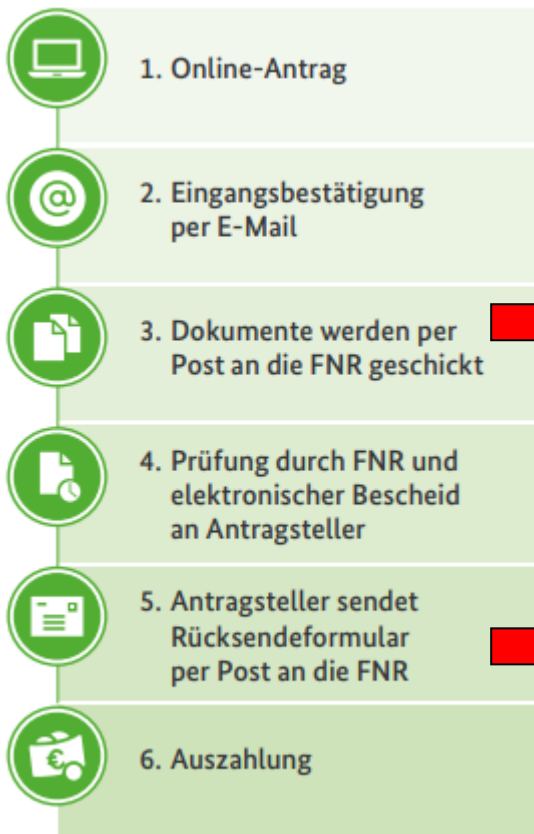 1. Online-Antrag
@
2. Eingangsbestätigung
per E-Mail
3. Dokumente werden per
Post an die FNR geschickt
4. Prüfung durch FNR und
elektronischer Bescheid
an Antragsteller
5. Antragsteller sendet
Rücksendeformular
per Post an die FNR
€
6. Auszahlung